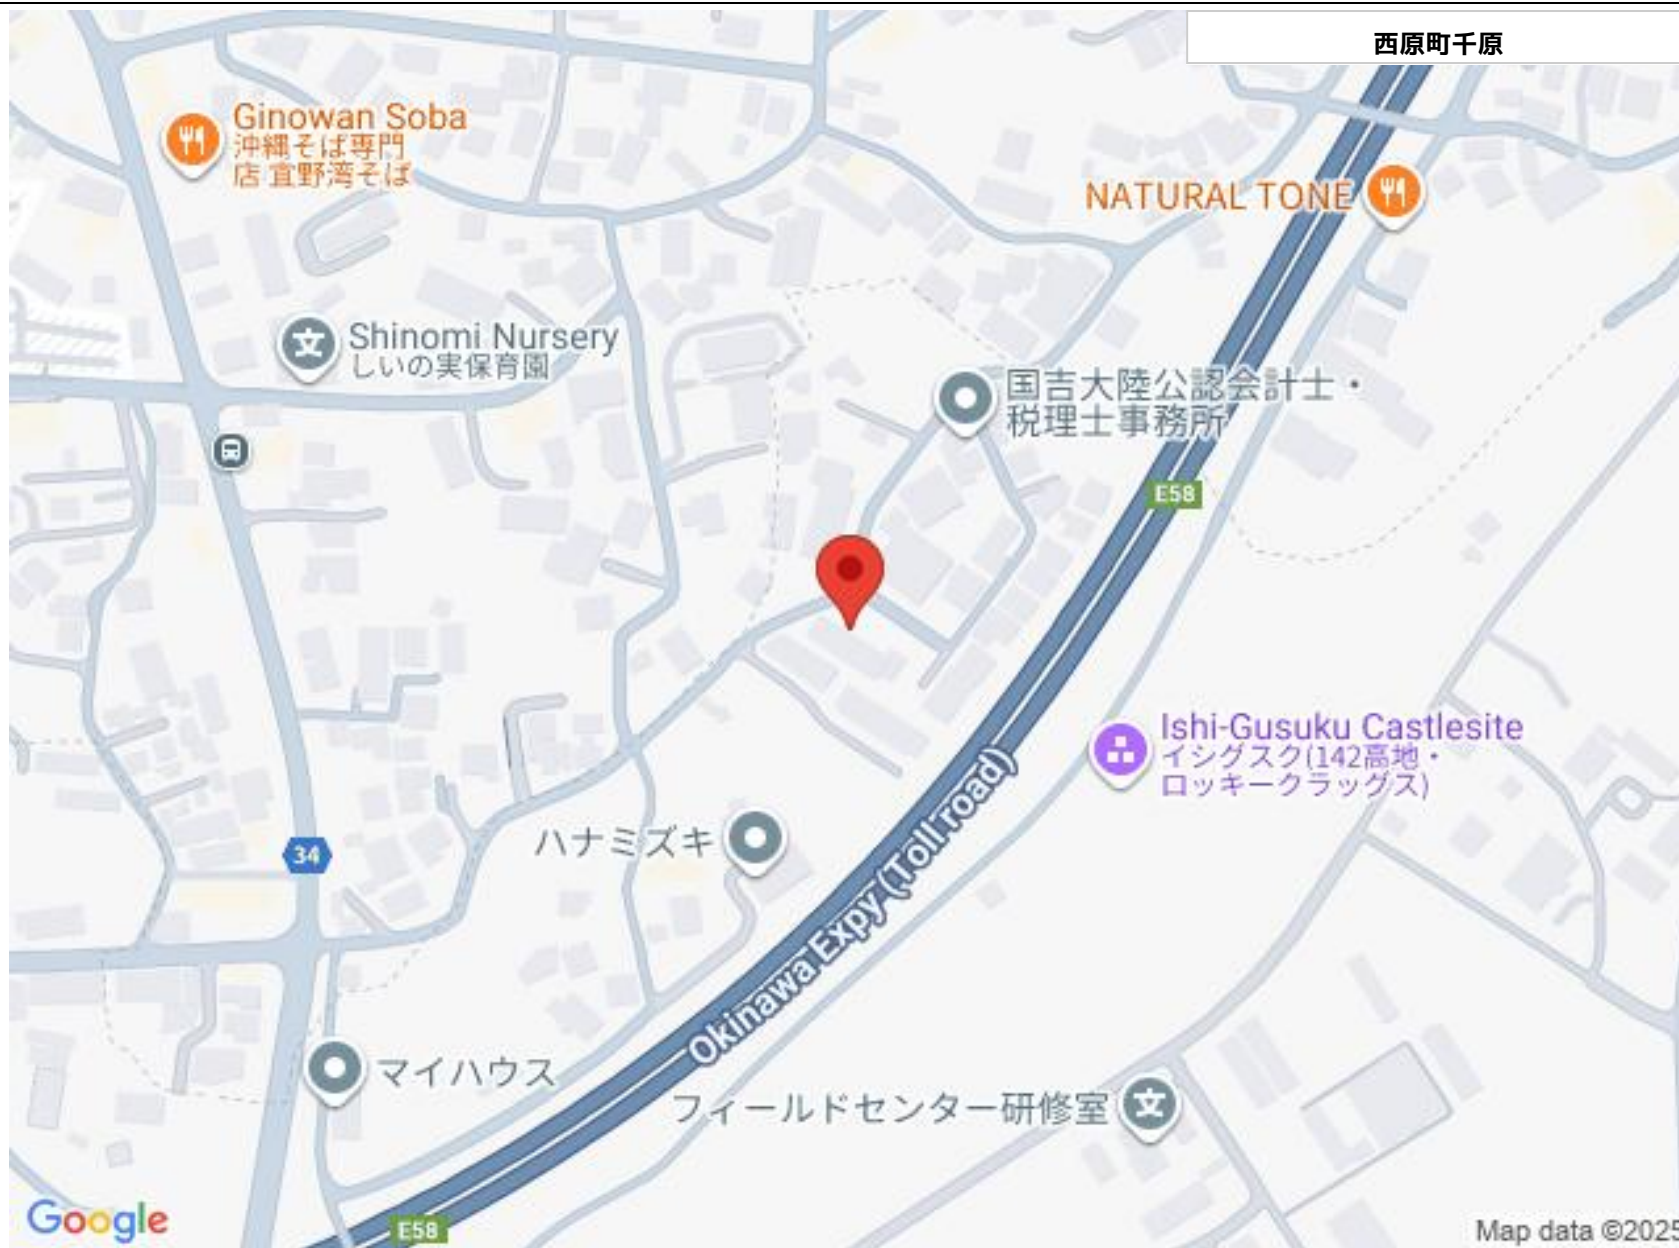 西原町千原
Ginowan Soba
沖縄そば専門
店 宜野湾そば
NATURAL TONE
Shinomi Nursery
しいの実保育園
国吉大陸公認会計士・
税理士事務所
E58
Ishi-Gusuku Castlesite
イシグスク(142高地・
ロッキークラッグス)
ハナミズキ
34
Okinawa Expy (Toll road)
マイハウス
フィールドセンター研修室
Google
E58
Map data ©2025